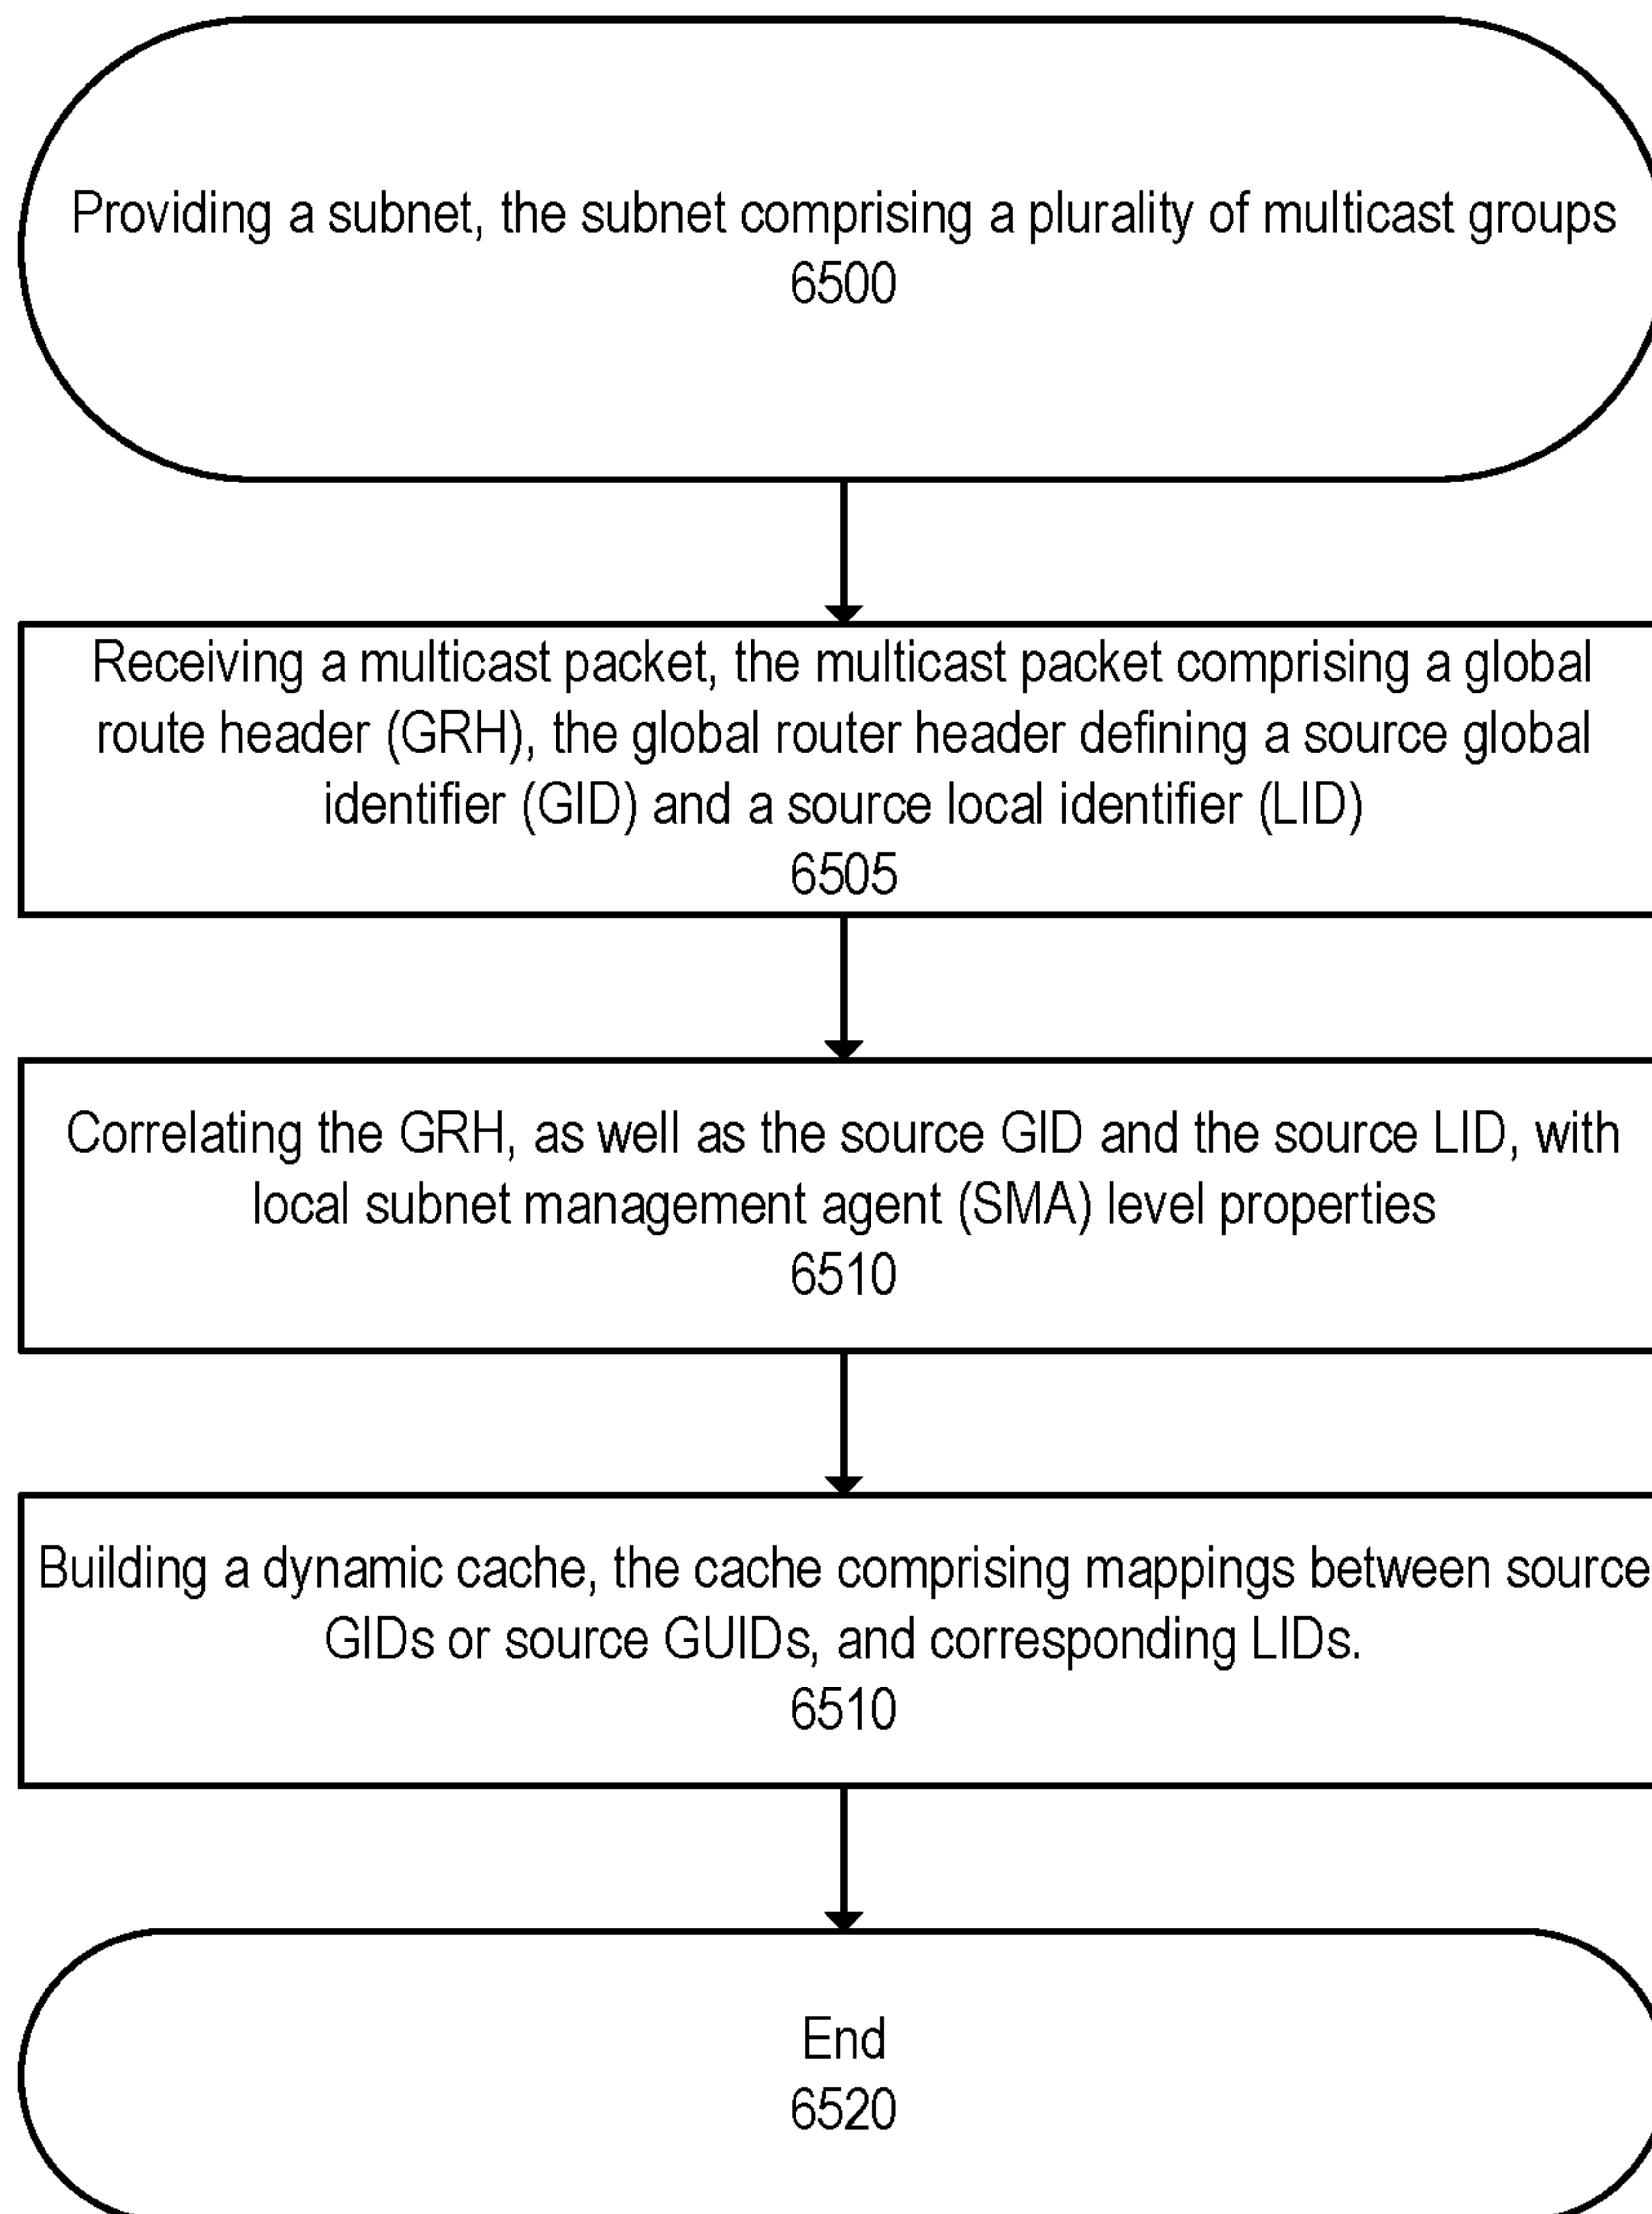 Providing a subnet, the subnet comprising a plurality of multicast groups
6500
Receiving a multicast packet, the multicast packet comprising a global
route header (GRH), the global router header defining a source global
identifier (GID) and a source local identifier (LID)
6505
Correlating the GRH, as well as the source GID and the source LID, with
local subnet management agent (SMA) level properties
6510
Building a dynamic cache, the cache comprising mappings between source
GIDs or source GUIDs, and corresponding LIDs.
6510
End
6520